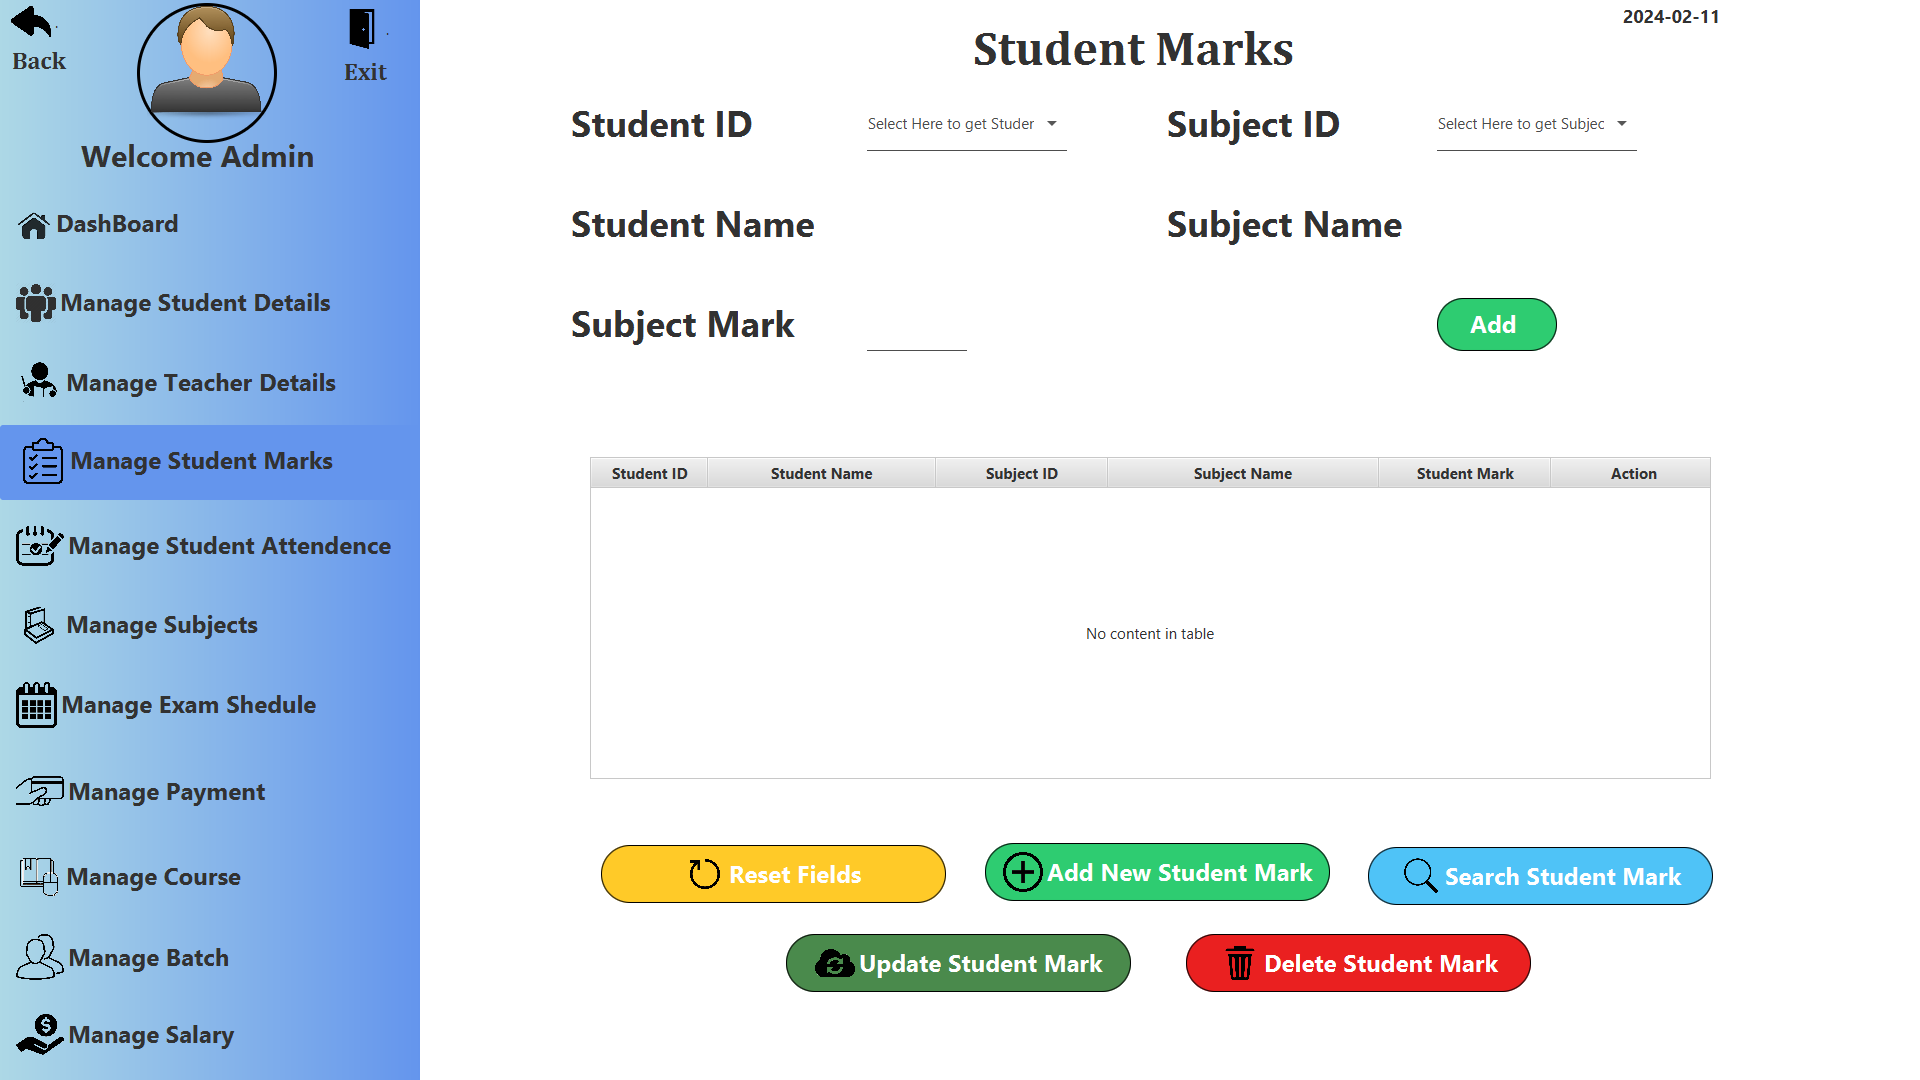 Back
Exit
Welcome Admin
DashBoard
Manage Student Details
Manage Teacher Details
Manage Student Marks
Manage Student Attendence
Manage Subjects
Manage Exam Shedule
Manage Payment
Manage Course
Manage Batch
Manage Salary
2024-02-11
Student Marks
Student ID
Select Here to get Studer
Subject ID
Select Here to get Subjec
Student Name
Subject Name
Subject Mark
Add
Student ID Student Name Subject ID Subject Name Student Mark Action
No content in table
Reset Fields
Add New Student Mark
Search Student Mark
Update Student Mark
Delete Student Mark